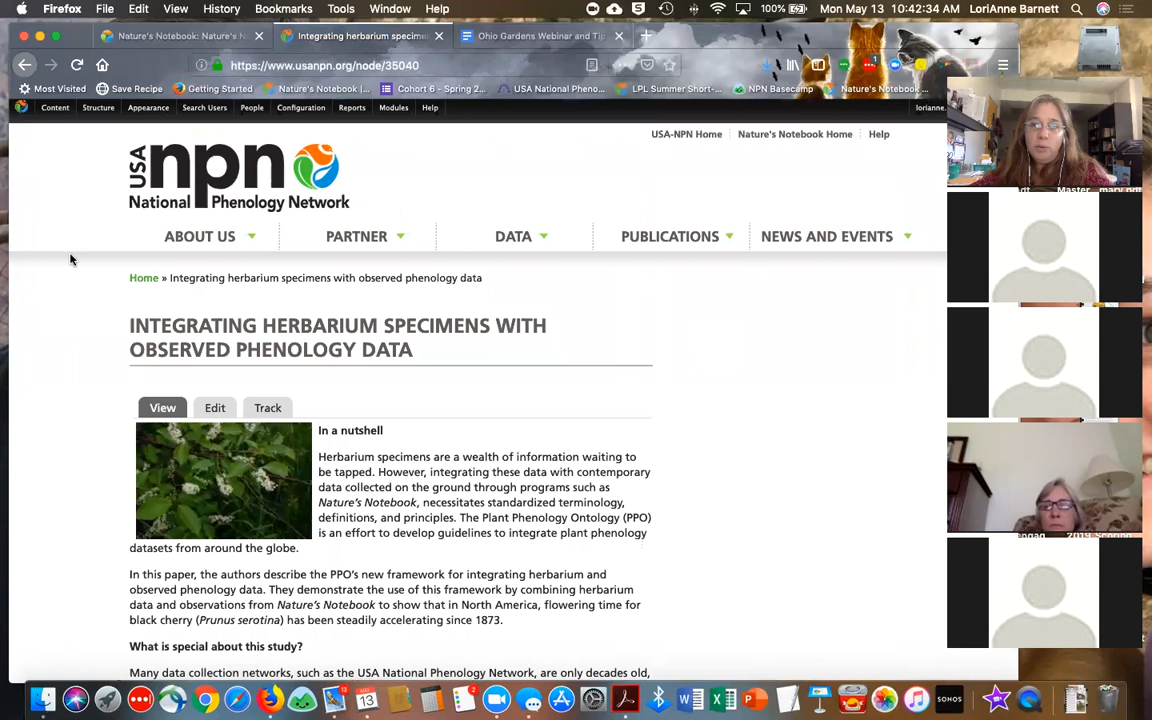 Firefox File Edit View History Bookmarks Tools Window Help 100% Mon May 13 10:42:34 AM LoriAnne Barnett
Nature's Notebook: Nature's N Integrating herbarium specim Ohio Gardens Webinar and Tip
https://www.usanpn.org/node/35040
Most Visited Save Recipe Getting Started Nature's Notebook |... Cohort 6 - Spring 2... USA National Pheno... LPL Summer Short-... NPN Basecamp Nature's Notebook ...
Content Structure Appearance Search Users People Configuration Reports Modules Help lorianne.
USA-NPN Home Nature's Notebook Home Help
USA npn
National Phenology Network
ABOUT US PARTNER DATA PUBLICATIONS NEWS AND EVENTS
Home » Integrating herbarium specimens with observed phenology data
INTEGRATING HERBARIUM SPECIMENS WITH
OBSERVED PHENOLOGY DATA
View Edit Track
In a nutshell
Herbarium specimens are a wealth of information waiting to
be tapped. However, integrating these data with contemporary
data collected on the ground through programs such as
Nature's Notebook, necessitates standardized terminology,
definitions, and principles. The Plant Phenology Ontology (PPO)
is an effort to develop guidelines to integrate plant phenology
datasets from around the globe.
In this paper, the authors describe the PPO's new framework for integrating herbarium and
observed phenology data. They demonstrate the use of this framework by combining herbarium
data and observations from Nature's Notebook to show that in North America, flowering time for
black cherry (Prunus serotina) has been steadily accelerating since 1873.
What is special about this study?
Many data collection networks, such as the USA National Phenology Network, are only decades old,
MAY
13
SONOS